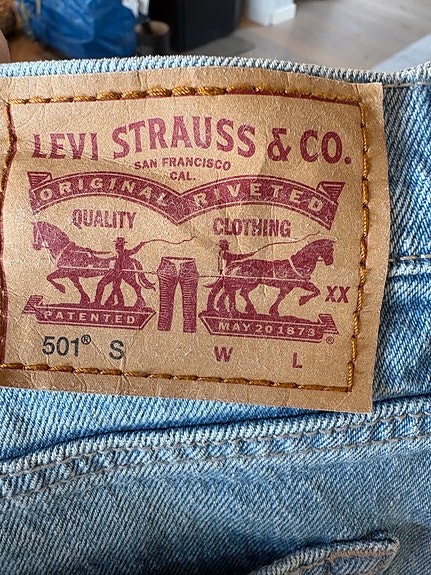 LEVI STRAUSS & CO.
SAN FRANCISCO
CAL.
ORIGINAL RIVETED
QUALITY CLOTHING
XX
PATENTED MAY 20 1873 ®
501® S W L